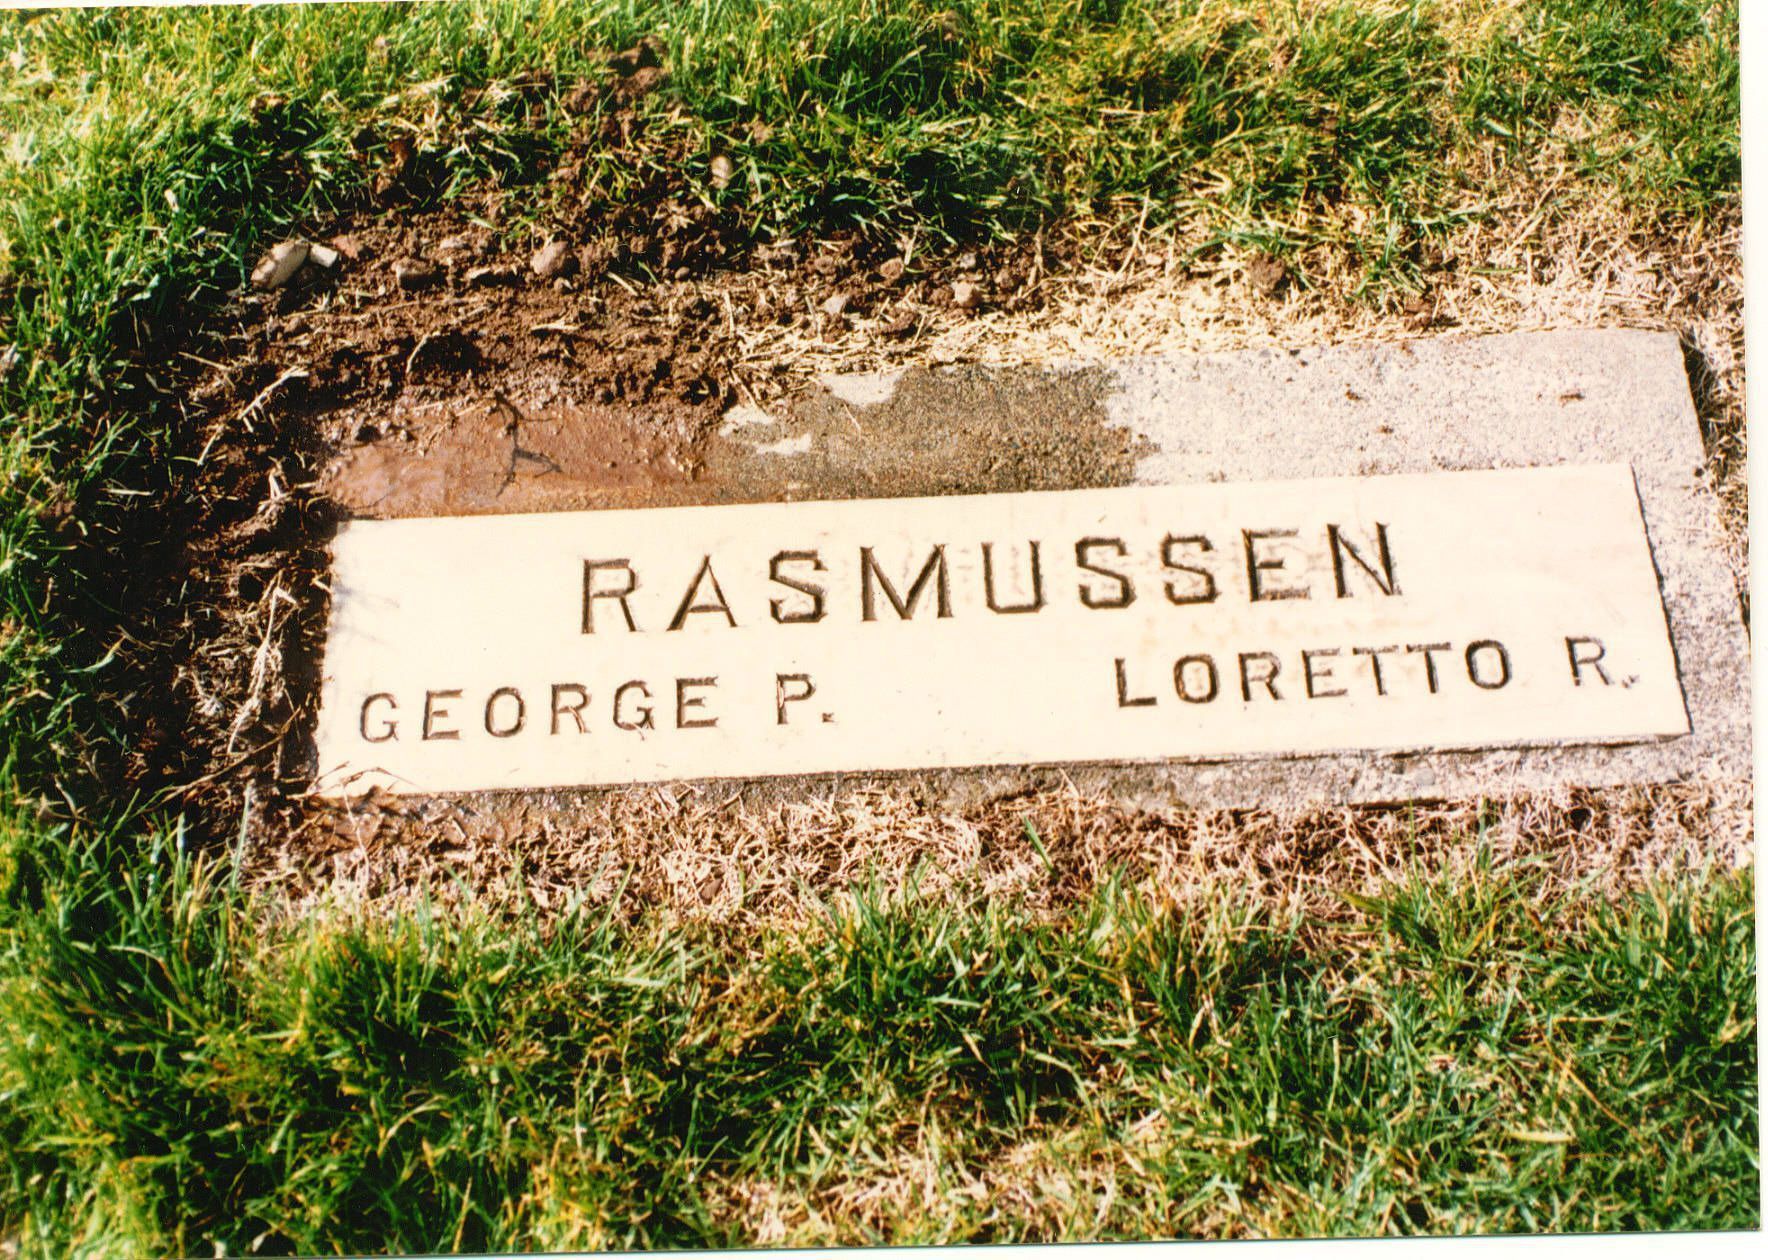 RASMUSSEN
GEORGE P. LORETTO R.